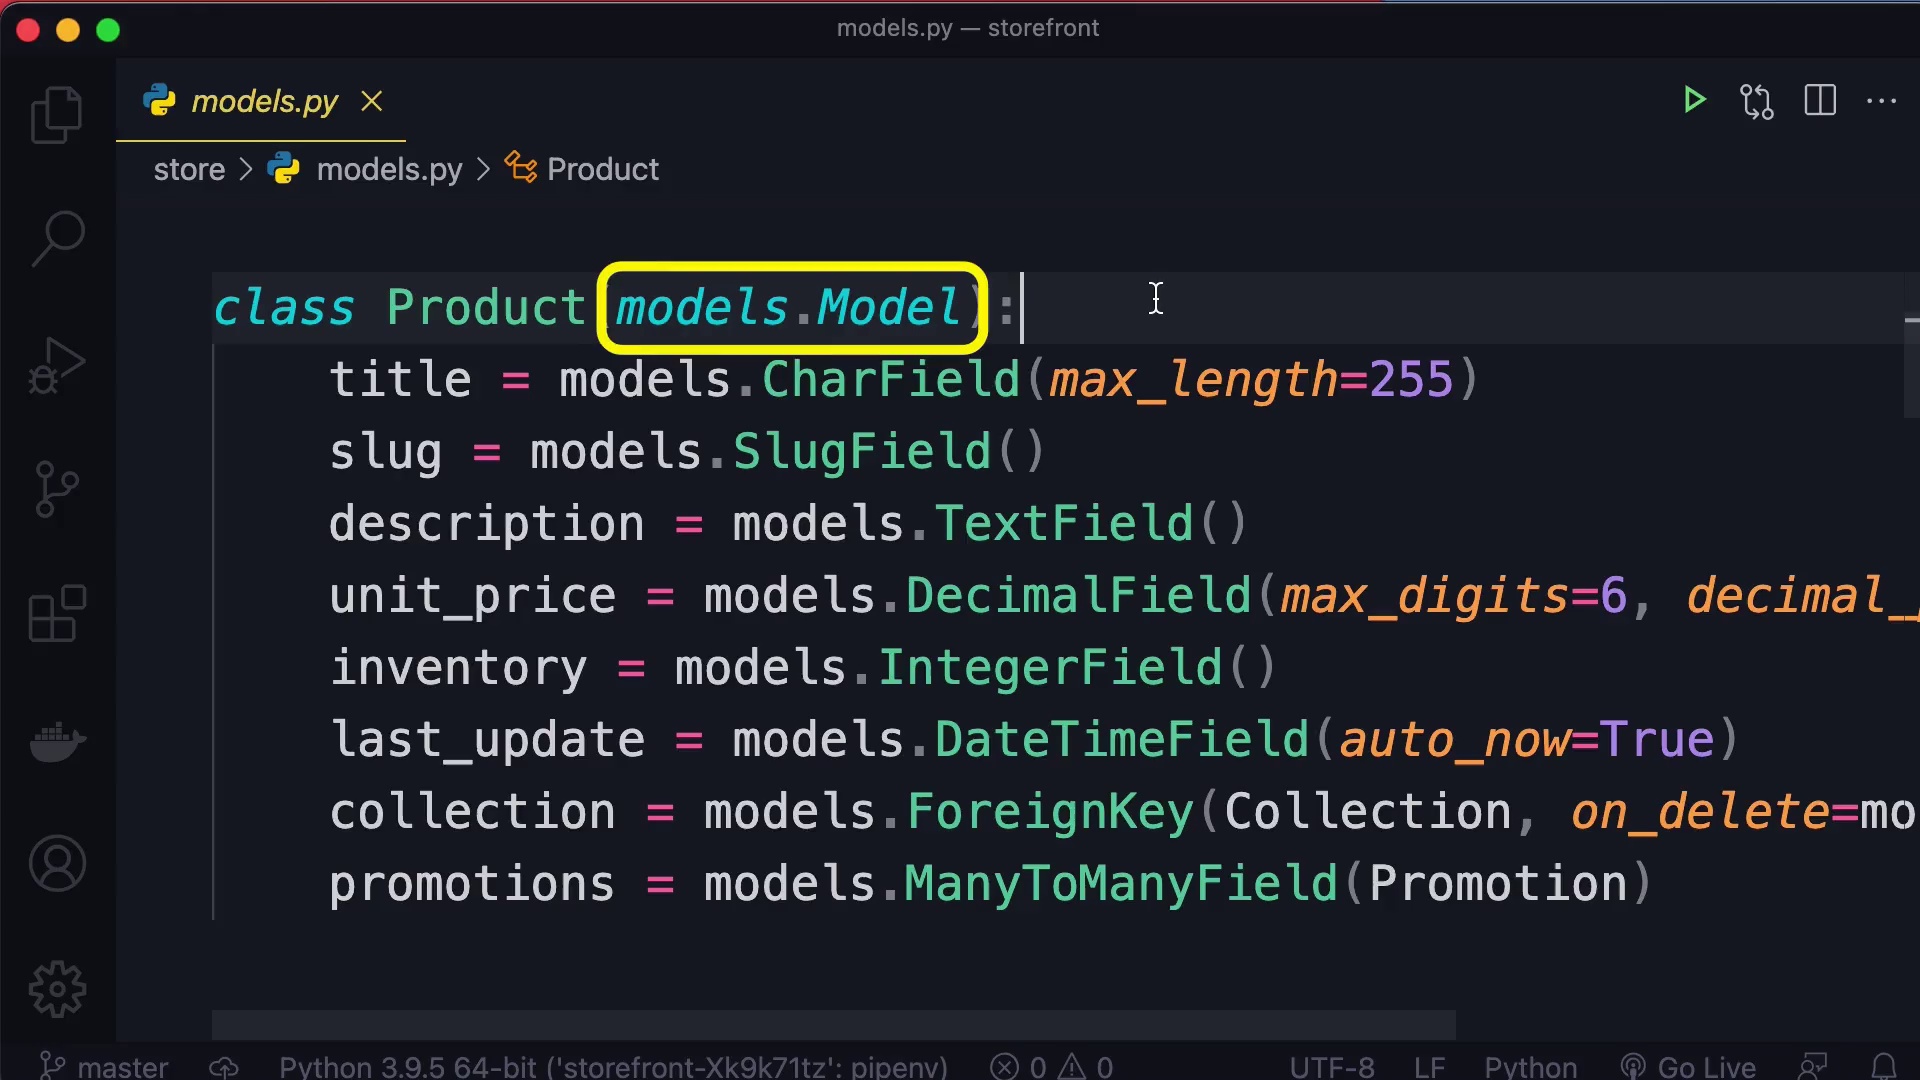 models.py — storefront
models.py
store > models.py > Product
class Product(models.Model):
title = models.CharField(max_length=255)
slug = models.SlugField()
description = models.TextField()
unit_price = models.DecimalField(max_digits=6, decimal_
inventory = models.IntegerField()
last_update = models.DateTimeField(auto_now=True)
collection = models.ForeignKey(Collection, on_delete=mo
promotions = models.ManyToManyField(Promotion)
master Python 3.9.5 64-bit ('storefront-Xk9k71tz': pipenv) 0 0 UTF-8 LF Python Go Live